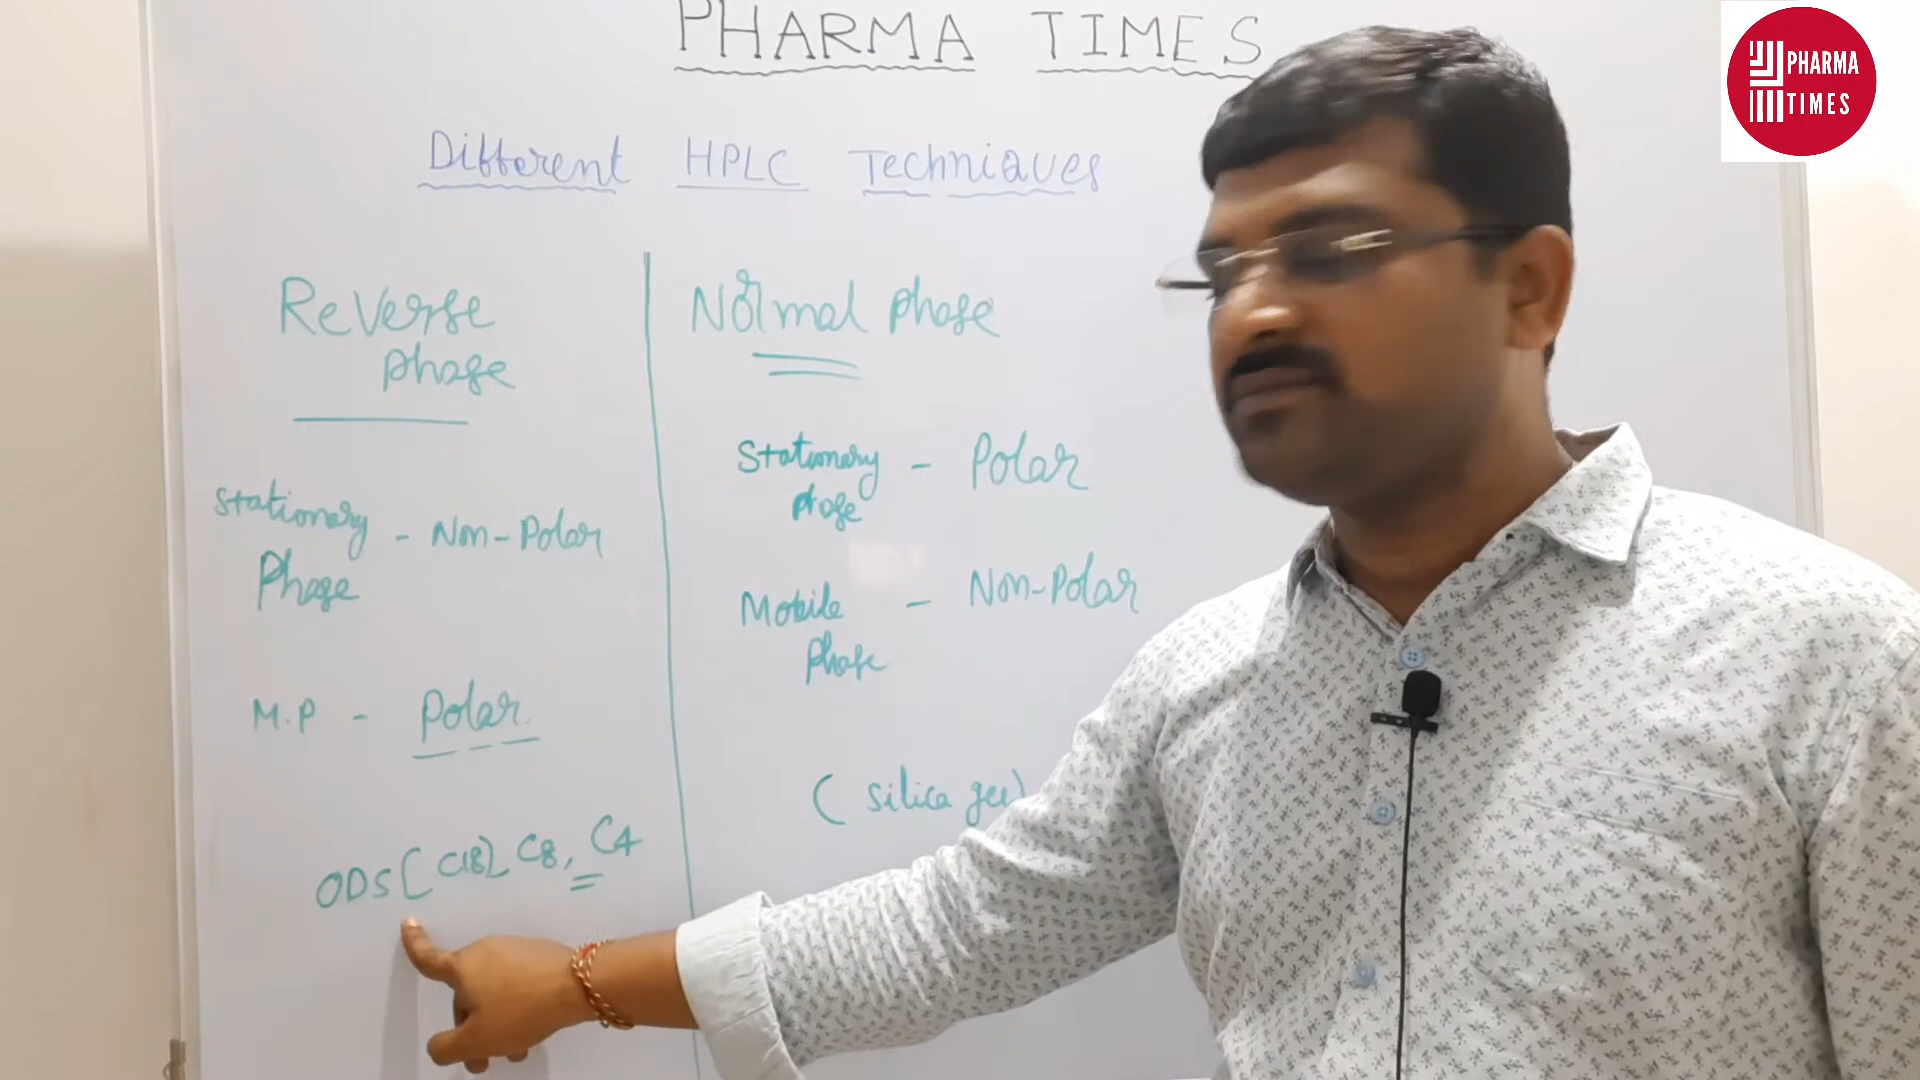 PHARMA TIMES
PHARMA
TIMES
Different HPLC Techniques
Reverse
phase
Stationary
Phase - Non-Polar
M.P - Polar
ODS [C18] C8, C4
Normal phase
Stationary
phase - Polar
Mobile
Phase - Non-Polar
(silica gel)